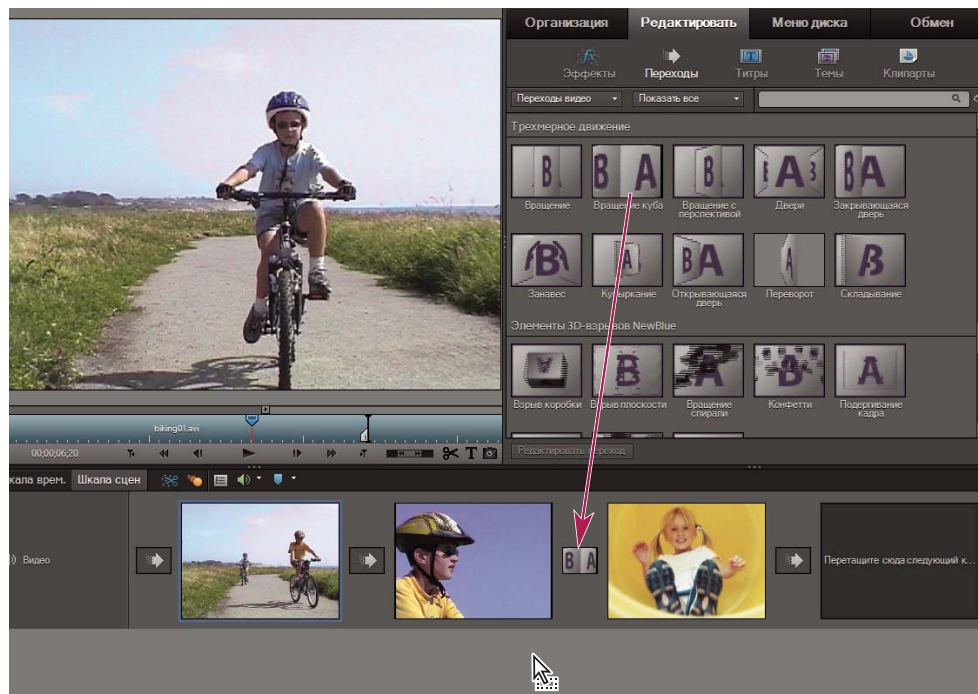 Организация Редактировать Меню диска Обмен
Эффекты Переходы Титры Темы Клипарты
Переходы видео Показать все
Трехмерное движение
Вращение Вращение куба Вращение с перспективой Двери Закрывающаяся дверь
Занавес Кувыркание Открывающаяся дверь Переворот Складывание
Элементы 3D-взрывов NewBlue
Взрыв коробки Взрыв плоскости Вращение спирали Конфетти Подергивание кадра
Редактировать переход
biking01.avi
00;00;06;20
кала врем. Шкала сцен
Видео
B A
Перетащите сюда следующий к...